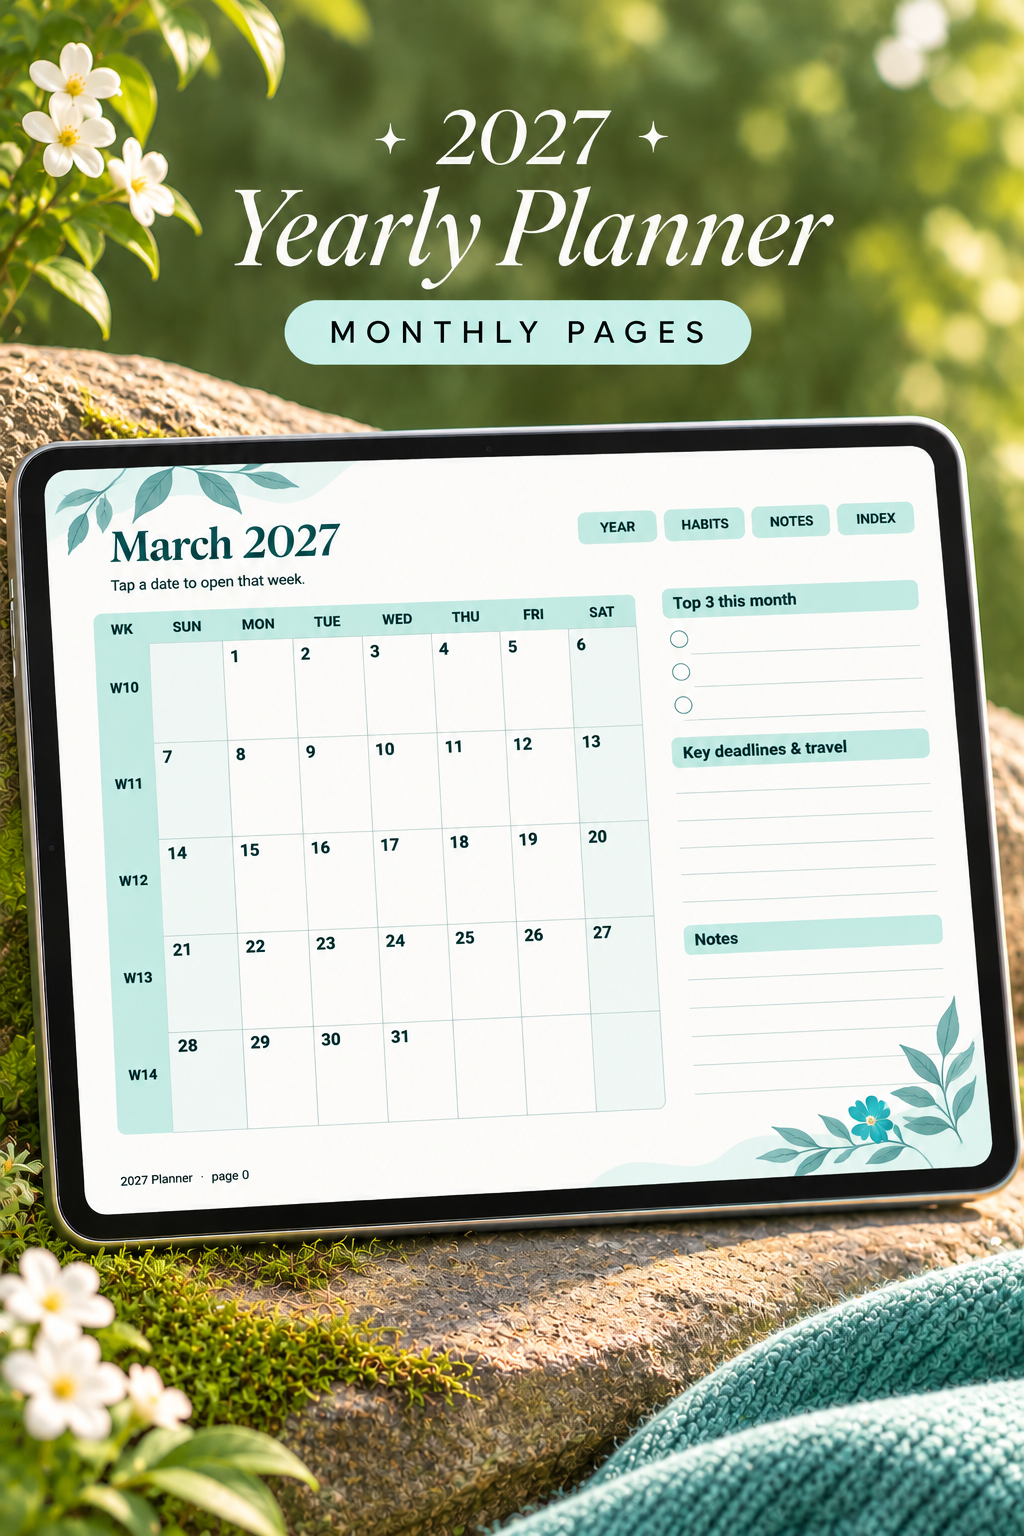 2027
Yearly Planner
MONTHLY PAGES
March 2027
Tap a date to open that week.
YEAR HABITS NOTES INDEX
WK SUN MON TUE WED THU FRI SAT
W10 1 2 3 4 5 6
W11 7 8 9 10 11 12 13
W12 14 15 16 17 18 19 20
W13 21 22 23 24 25 26 27
W14 28 29 30 31
Top 3 this month
Key deadlines & travel
Notes
2027 Planner · page 0